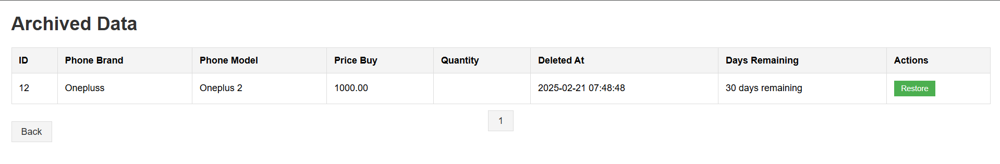 Archived Data
ID Phone Brand Phone Model Price Buy Quantity Deleted At Days Remaining Actions
12 Onepluss Oneplus 2 1000.00 2025-02-21 07:48:48 30 days remaining Restore
1
Back